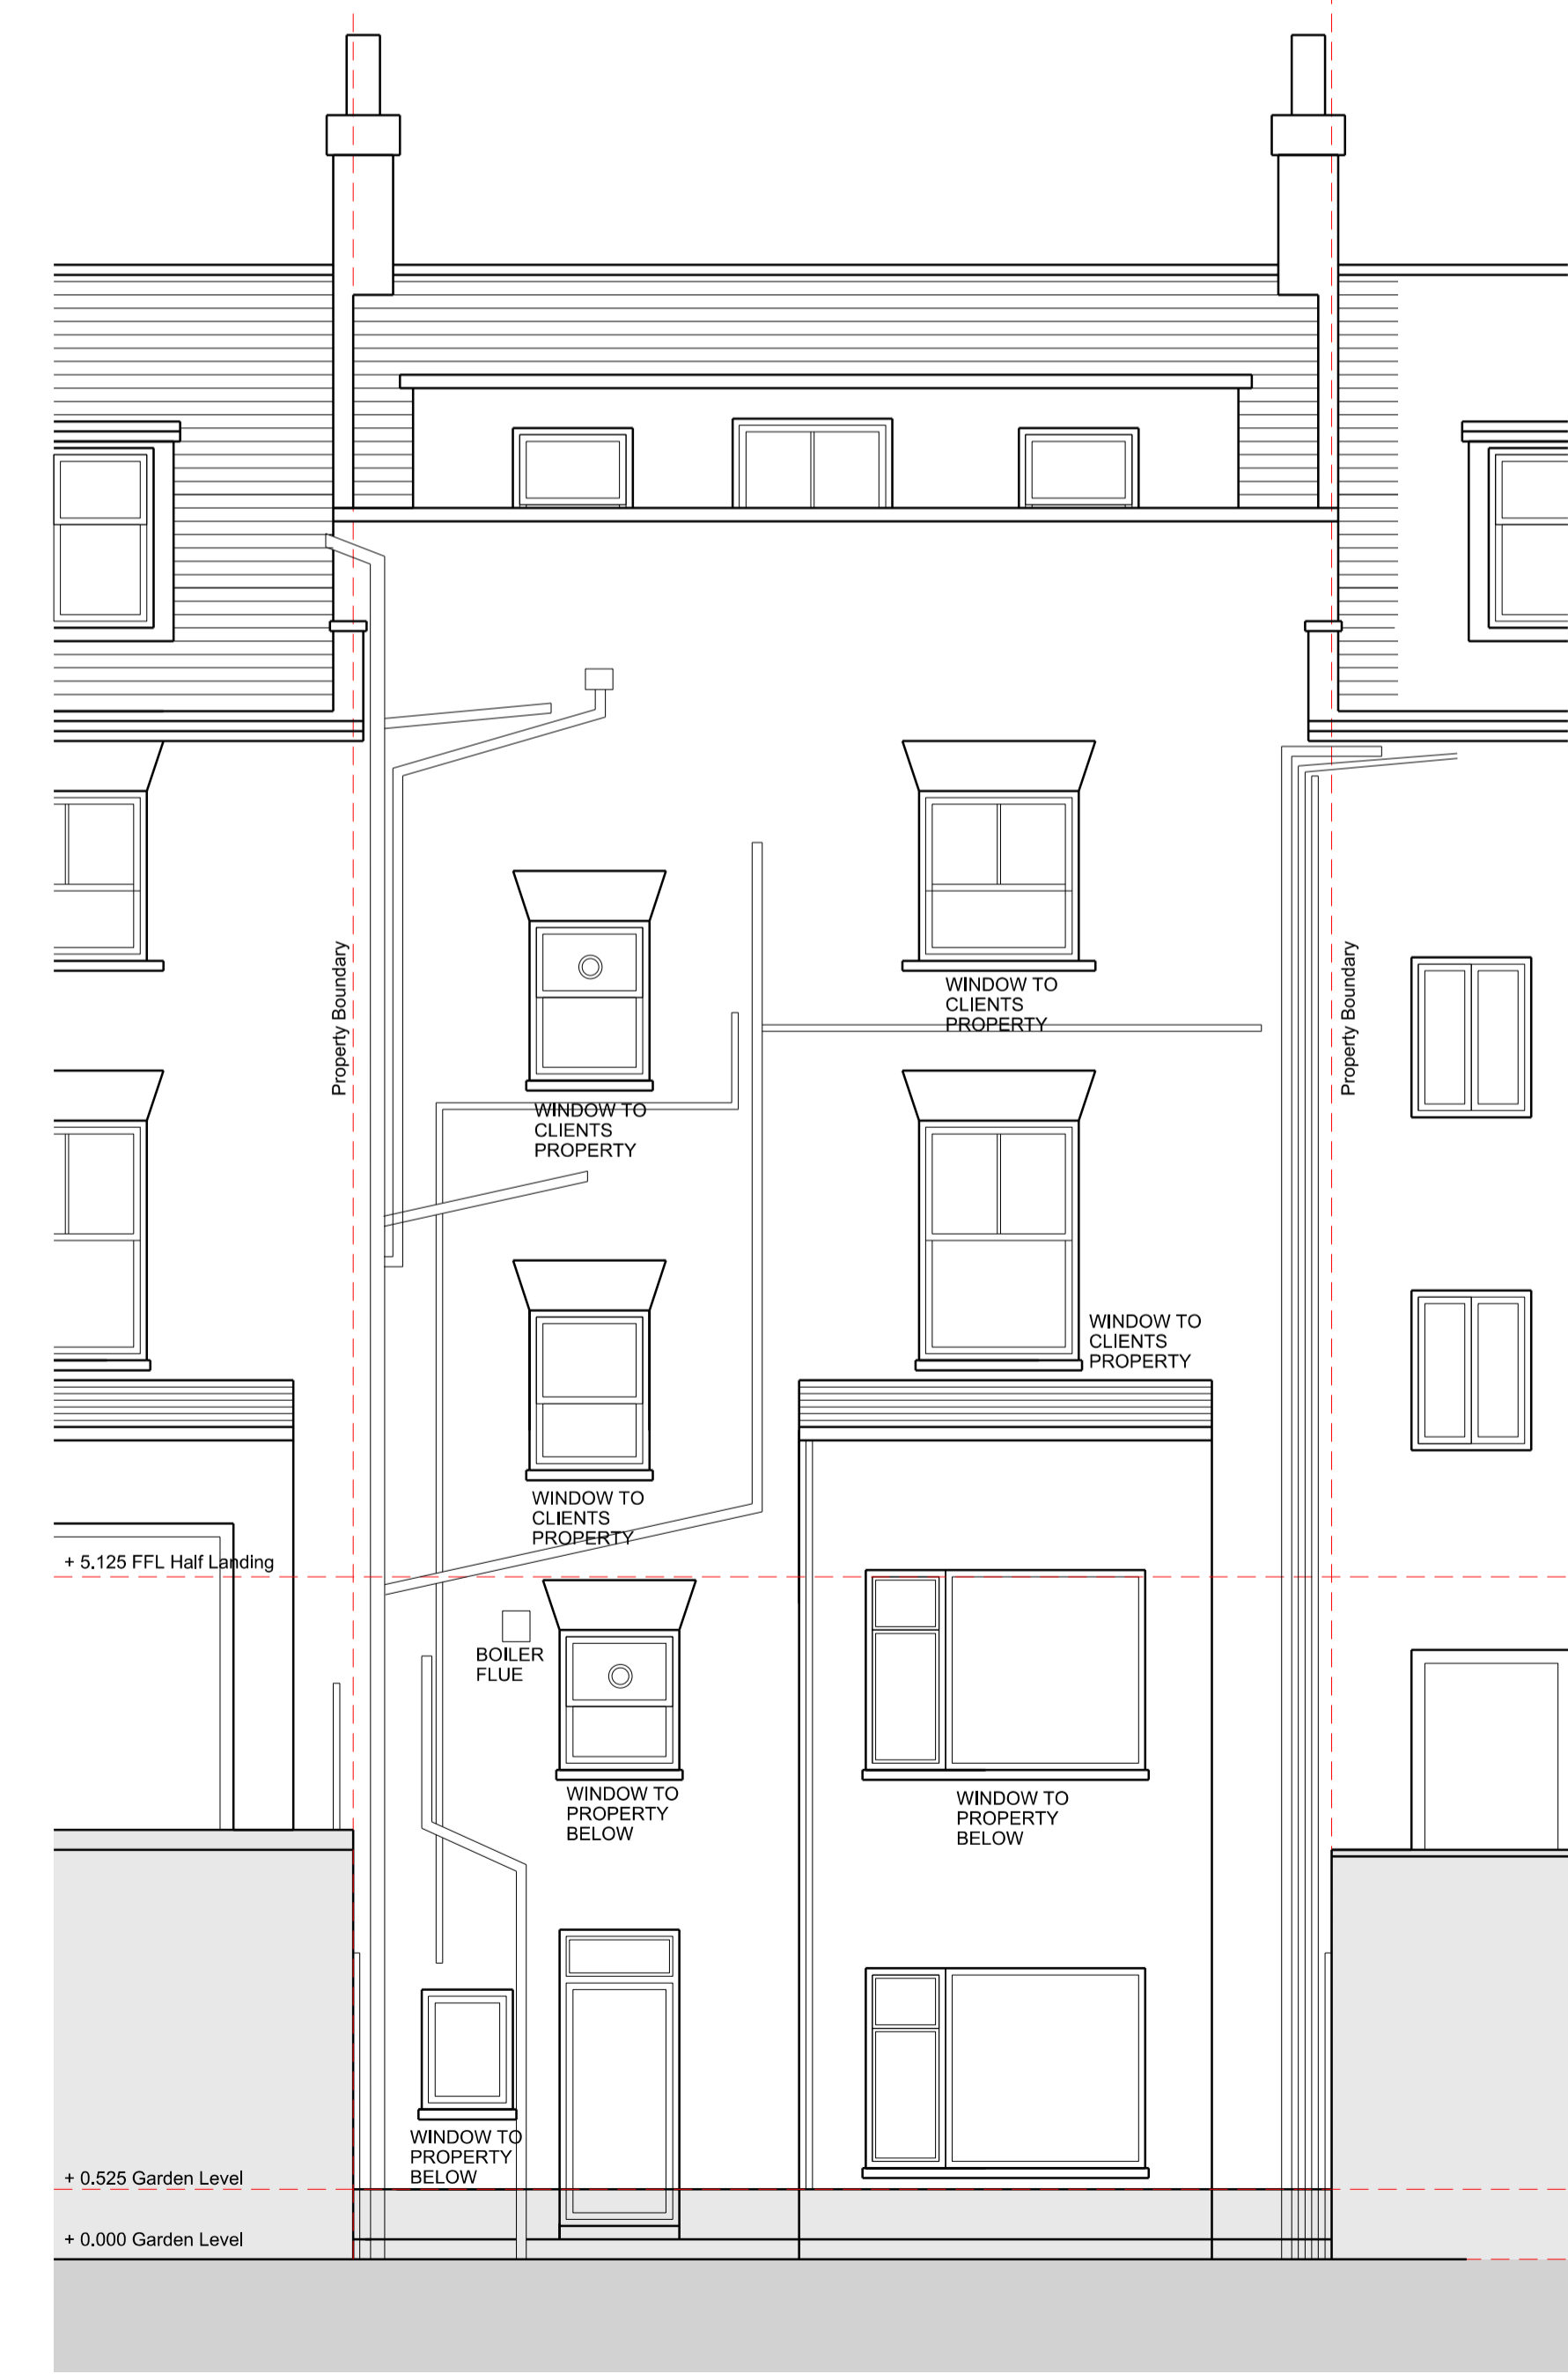 Property Boundary
Property Boundary
WINDOW TO
CLIENTS
PROPERTY
WINDOW TO
CLIENTS
PROPERTY
WINDOW TO
CLIENTS
PROPERTY
WINDOW TO
CLIENTS
PROPERTY
+ 5.125 FFL Half Landing
BOILER
FLUE
WINDOW TO
PROPERTY
BELOW
WINDOW TO
PROPERTY
BELOW
WINDOW TO
PROPERTY
BELOW
+ 0.525 Garden Level
+ 0.000 Garden Level